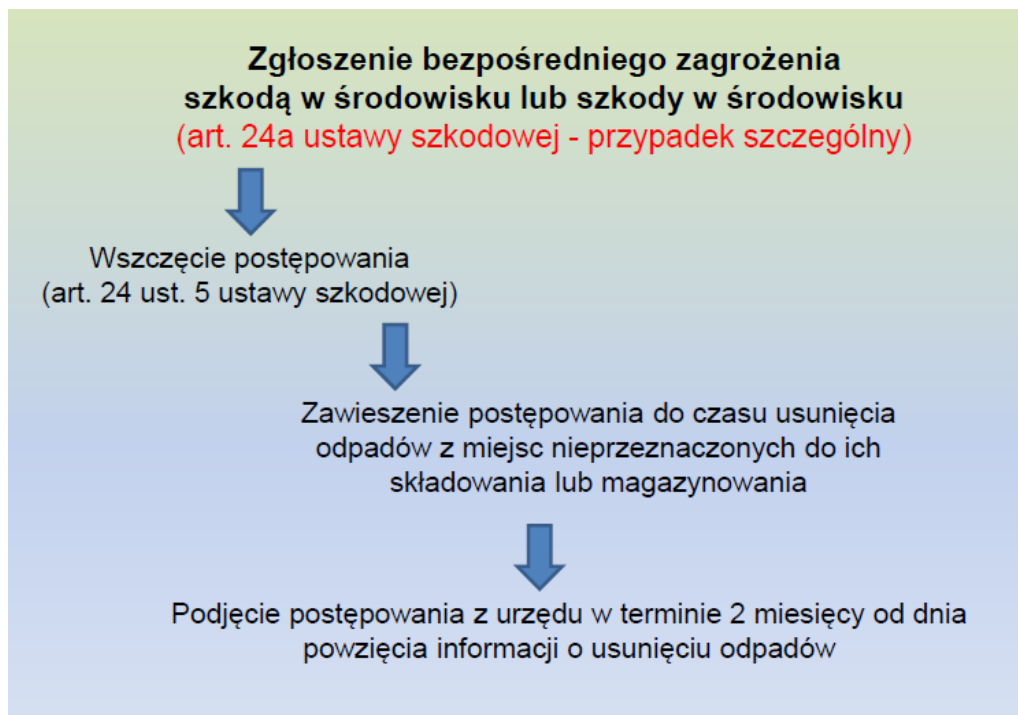 Zgłoszenie bezpośredniego zagrożenia
szkodą w środowisku lub szkody w środowisku
(art. 24a ustawy szkodowej - przypadek szczególny)
Wszczęcie postępowania
(art. 24 ust. 5 ustawy szkodowej)
Zawieszenie postępowania do czasu usunięcia
odpadów z miejsc nieprzeznaczonych do ich
składowania lub magazynowania
Podjęcie postępowania z urzędu w terminie 2 miesięcy od dnia
powzięcia informacji o usunięciu odpadów